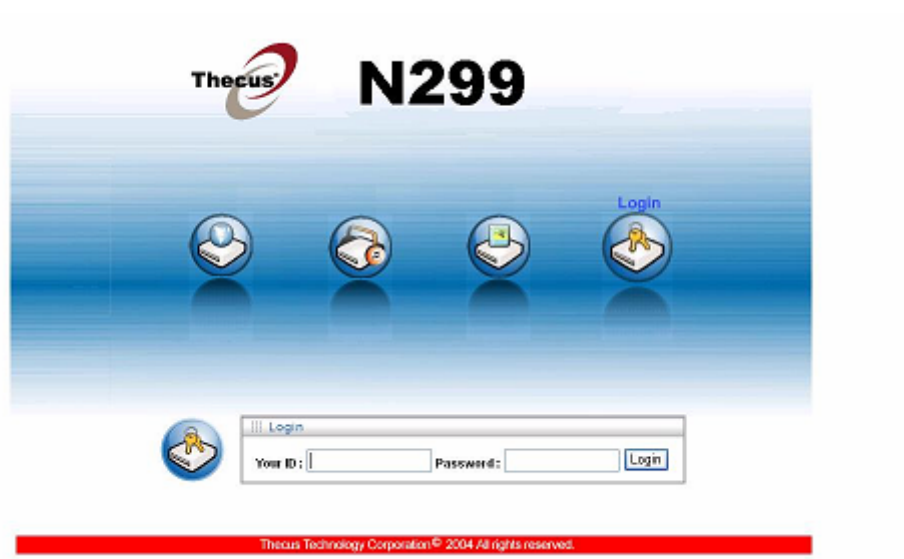 Thecus®
N299
Login
Login
Your ID : Password : Login
Thecus Technology Corporation© 2004 All rights reserved.